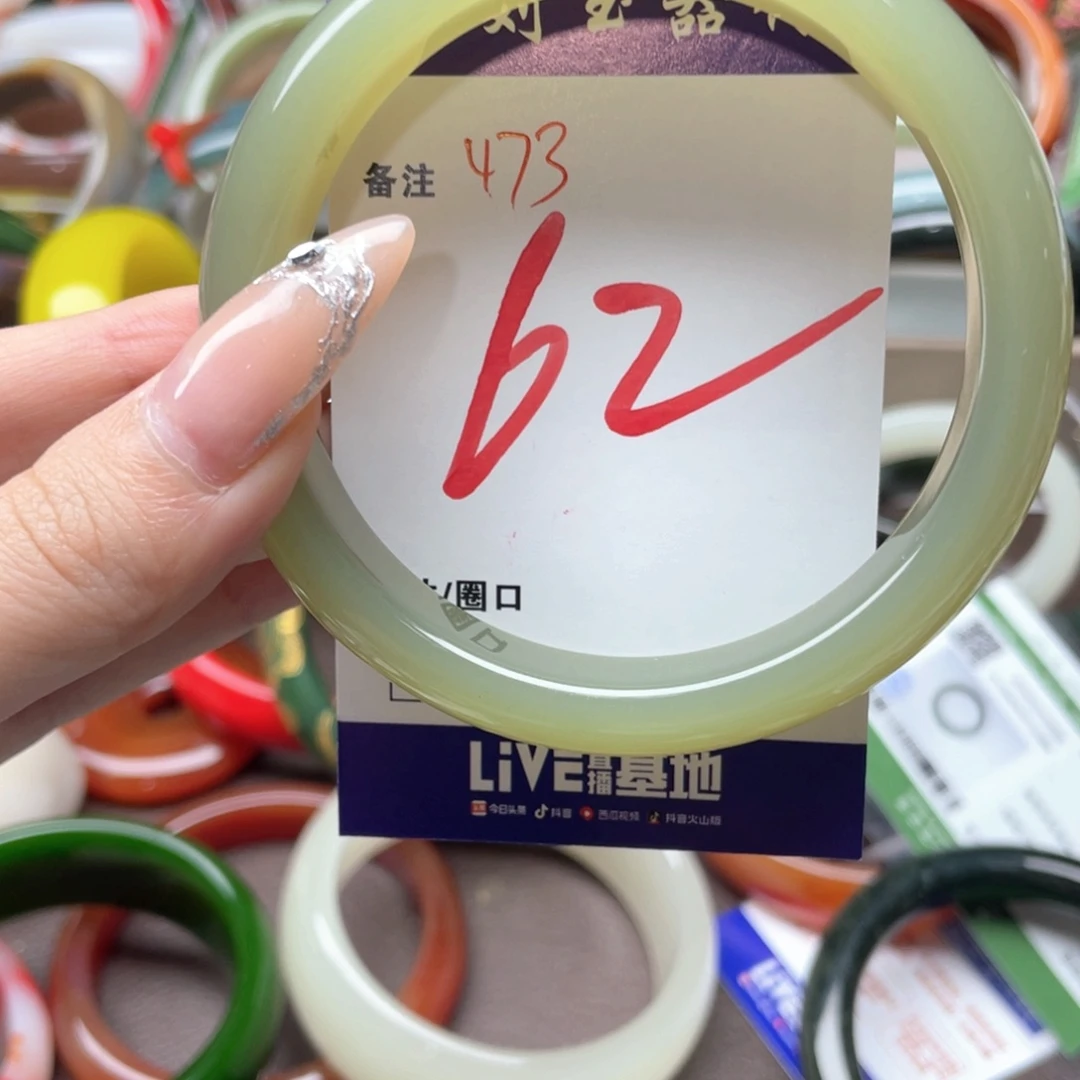 备注 473
62
/圈口
LiVE直播基地
今日头条 抖音 西瓜视频 抖音火山版